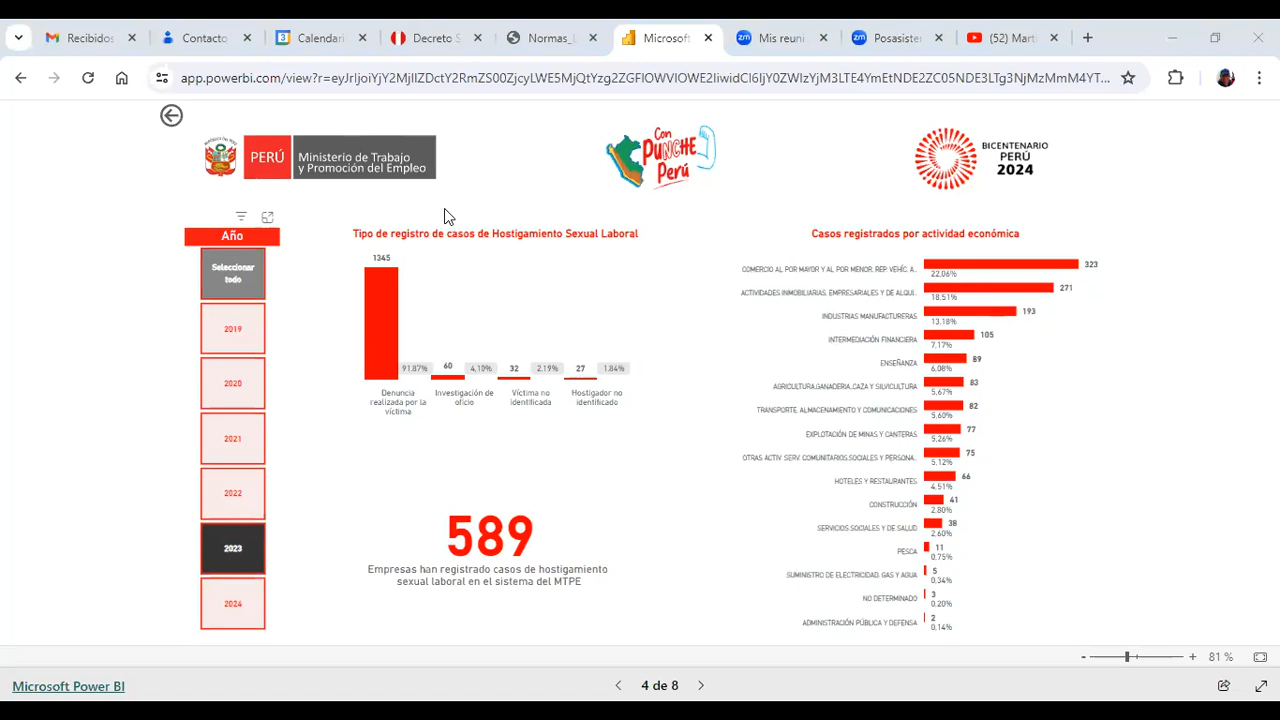 Recibidos
Contacto
Calendari
Decreto S
Normas_L
Microsoft
Mis reuni
Posasiste
(52) Mart
app.powerbi.com/view?r=eyJrIjoiYjY2MjllZDctY2RmZS00ZjcyLWE5MjQtYzg2ZGFlOWVlOWE2IiwidCI6IjY0ZWIzYjM3LTE4YmEtNDE2ZC05NDE3LTg3NjMzMmM4YT...
PERÚ
Ministerio de Trabajo
y Promoción del Empleo
Con
PUNCHE
Perú
BICENTENARIO
PERÚ
2024
Año
Seleccionar
todo
2019
2020
2021
2022
2023
2024
Tipo de registro de casos de Hostigamiento Sexual Laboral
1345
91.87%
60
4,10%
32
2.19%
27
1.84%
Denuncia
realizada por la
víctima
Investigación de
oficio
Víctima no
identificada
Hostigador no
identificado
589
Empresas han registrado casos de hostigamiento
sexual laboral en el sistema del MTPE
Casos registrados por actividad económica
COMERCIO AL POR MAYOR Y AL POR MENOR, REP. VEHÍC. A.. 323
22,06%
ACTIVIDADES INMOBILIARIAS, EMPRESARIALES Y DE ALQUI.. 271
18,51%
INDUSTRIAS MANUFACTURERAS 193
13.18%
INTERMEDIACIÓN FINANCIERA 105
7,17%
ENSEÑANZA 89
6,08%
AGRICULTURA,GANADERIA,CAZA Y SILVICULTURA 83
5,67%
TRANSPORTE, ALMACENAMIENTO Y COMUNICACIONES 82
5,60%
EXPLOTACIÓN DE MINAS Y CANTERAS 77
5,26%
OTRAS ACTIV. SERV. COMUNITARIOS,SOCIALES Y PERSONA.. 75
5,12%
HOTELES Y RESTAURANTES 66
4.51%
CONSTRUCCIÓN 41
2.80%
SERVICIOS SOCIALES Y DE SALUD 38
2,60%
PESCA 11
0.75%
SUMINISTRO DE ELECTRICIDAD, GAS Y AGUA 5
0,34%
NO DETERMINADO 3
0.20%
ADMINISTRACIÓN PÚBLICA Y DEFENSA 2
0,14%
- + 81 %
Microsoft Power BI
4 de 8